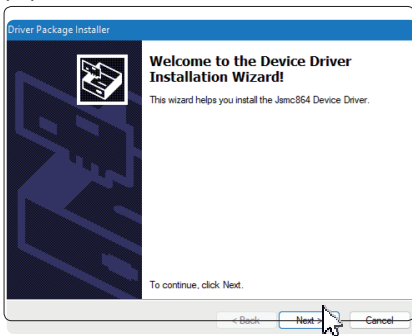 Driver Package Installer
Welcome to the Device Driver
Installation Wizard!
This wizard helps you install the Jsmc864 Device Driver.
To continue, click Next.
< Back Next > Cancel